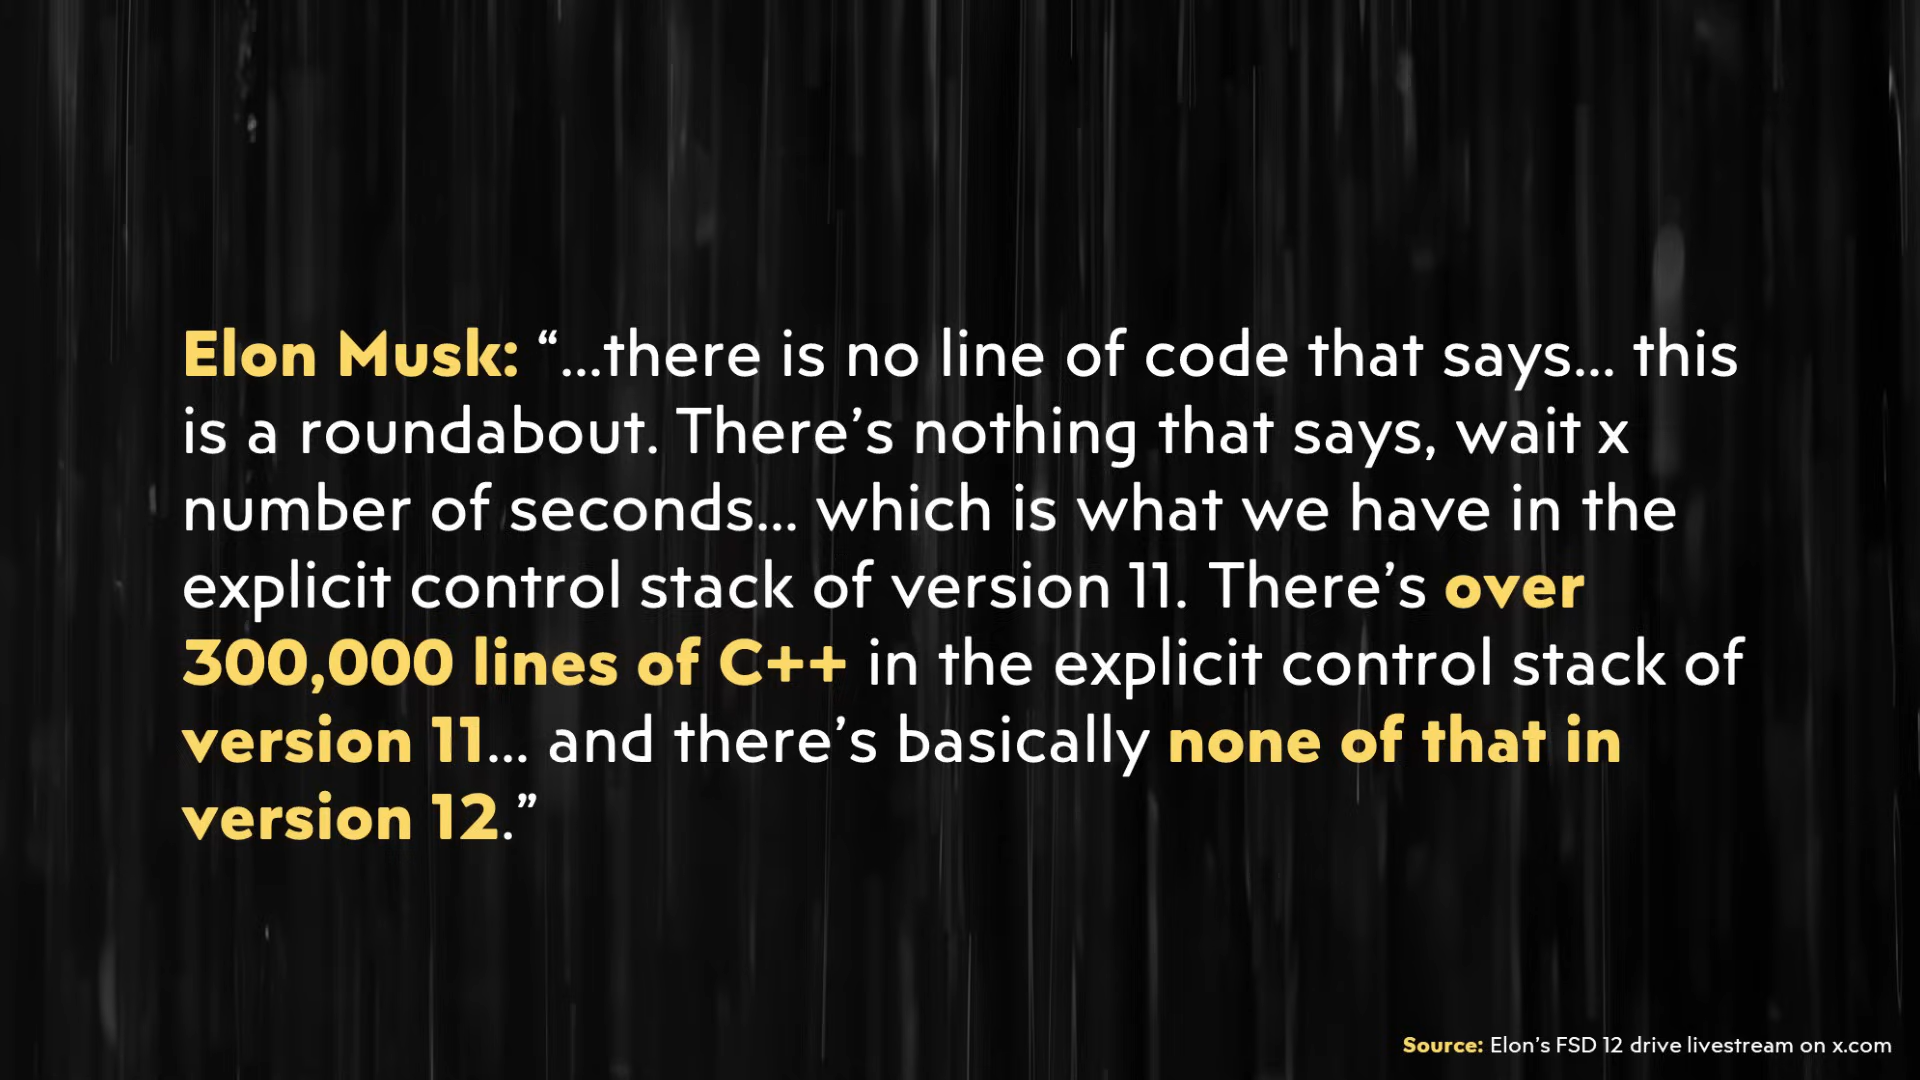 Elon Musk: “...there is no line of code that says... this
is a roundabout. There’s nothing that says, wait x
number of seconds... which is what we have in the
explicit control stack of version 11. There’s over
300,000 lines of C++ in the explicit control stack of
version 11... and there’s basically none of that in
version 12.”
Source: Elon’s FSD 12 drive livestream on x.com